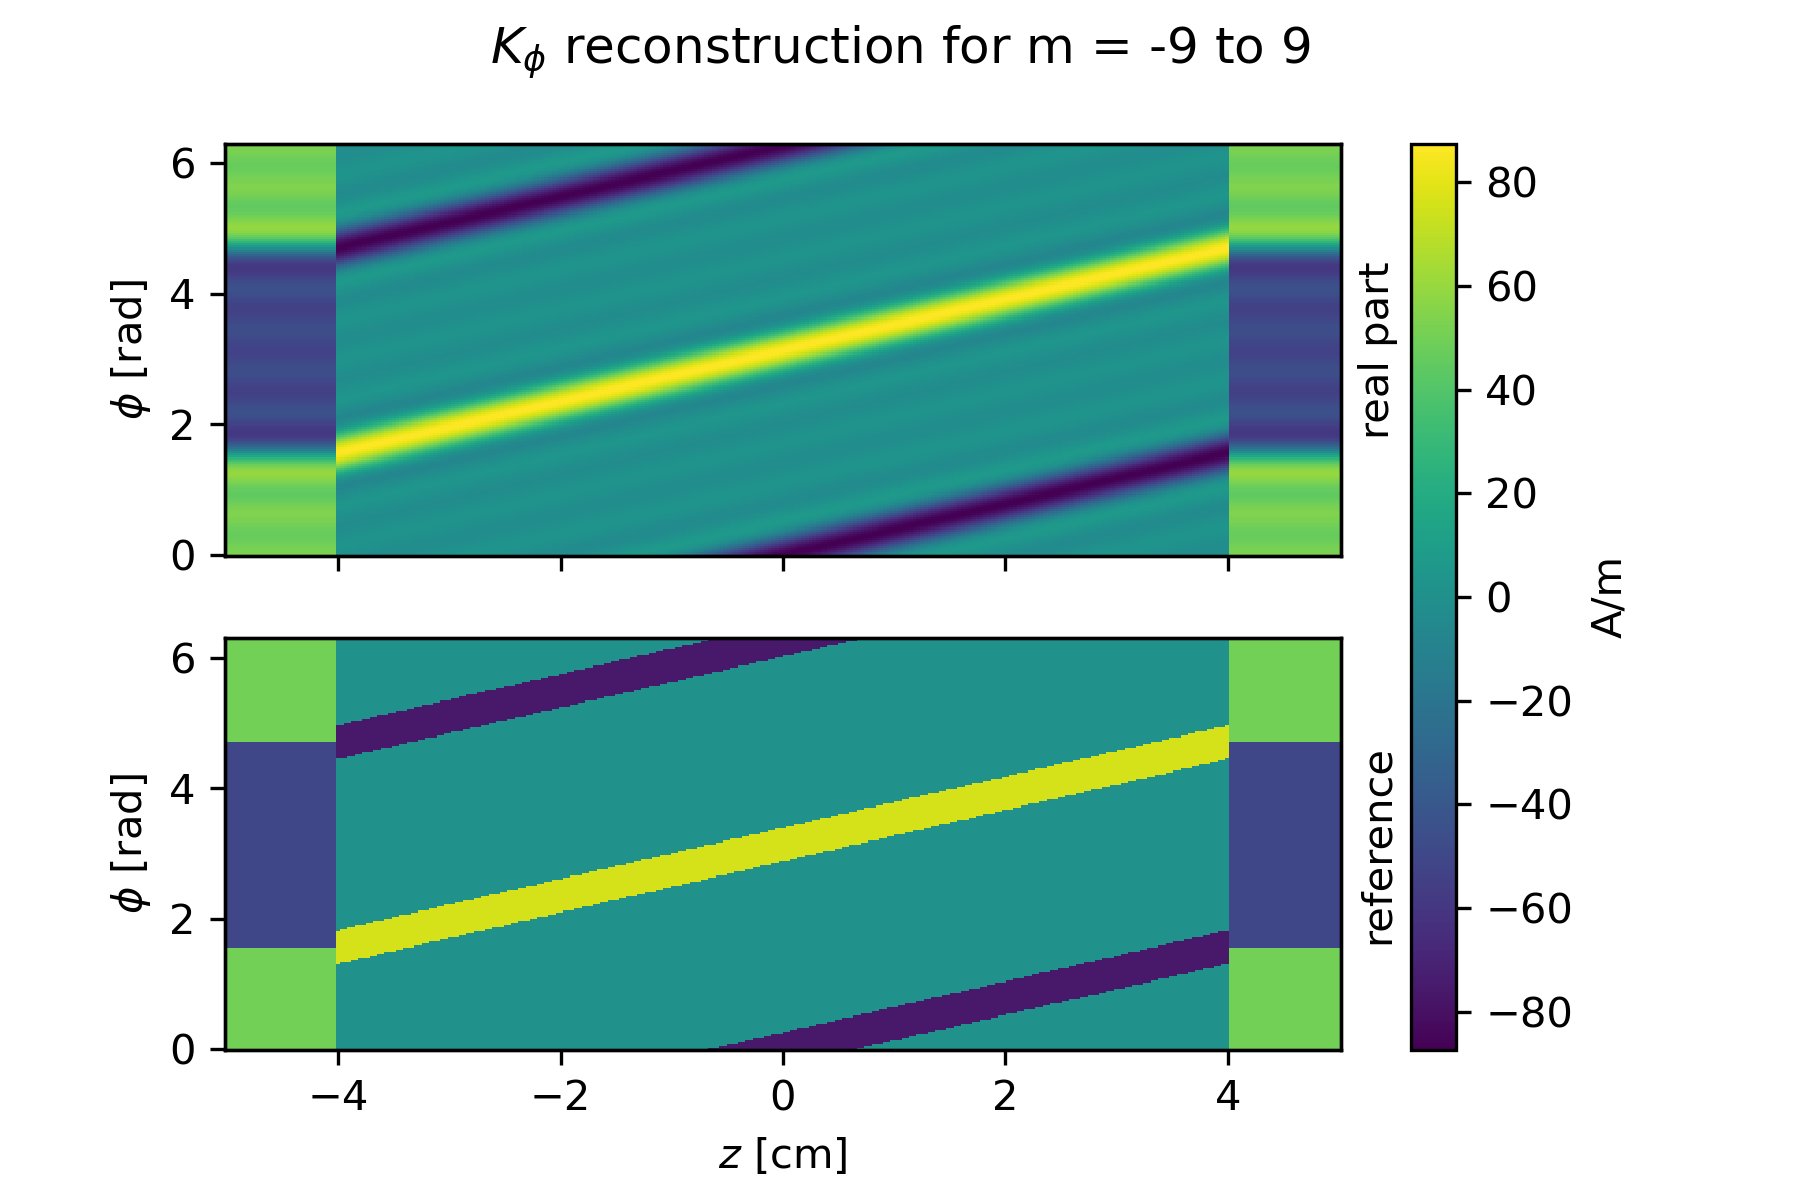 K_ϕ reconstruction for m = -9 to 9
6
4
2
0
ϕ [rad]
real part
6
4
2
0
ϕ [rad]
reference
−4 −2 0 2 4
z [cm]
80
60
40
20
0
−20
−40
−60
−80
A/m